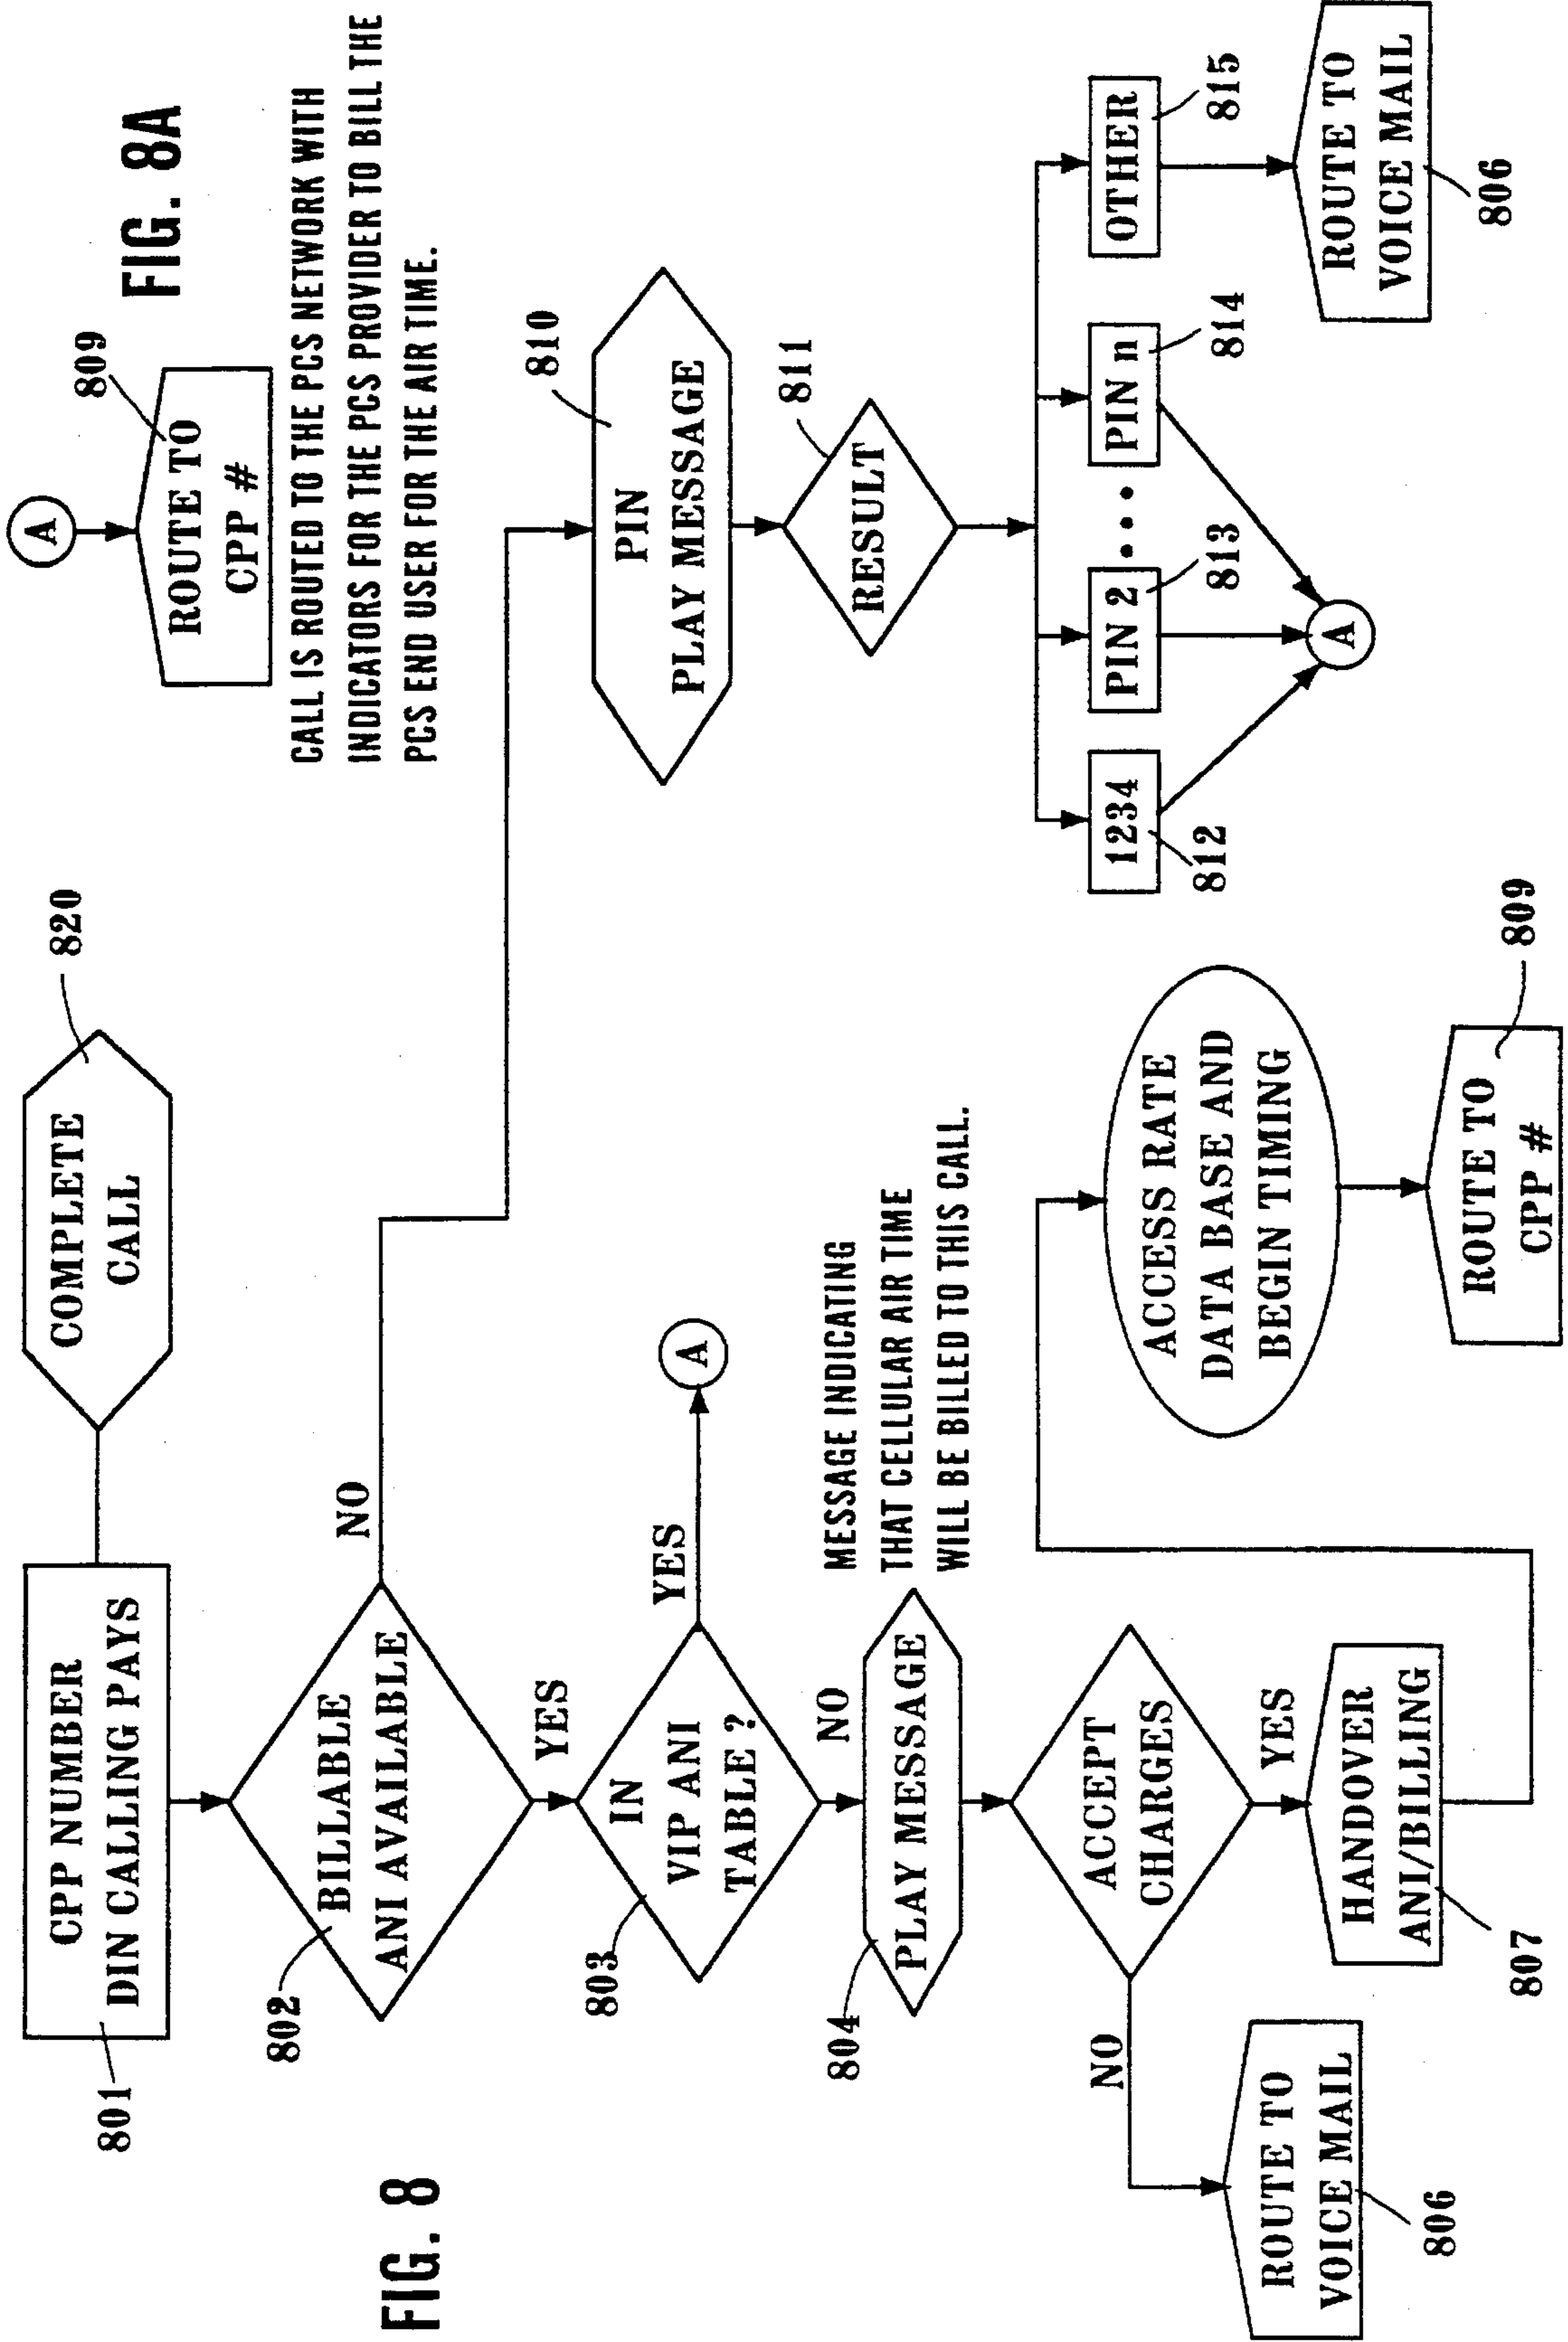 FIG. 8
FIG. 8A
801
CPP NUMBER
DIN CALLING PAYS
COMPLETE
CALL
820
802
BILLABLE
ANI AVAILABLE
NO
YES
803
IN
VIP ANI
TABLE ?
YES
A
NO
804
PLAY MESSAGE
MESSAGE INDICATING
THAT CELLULAR AIR TIME
WILL BE BILLED TO THIS CALL.
ACCEPT
CHARGES
NO
ROUTE TO
VOICE MAIL
806
YES
HANDOVER
ANI/BILLING
807
ACCESS RATE
DATA BASE AND
BEGIN TIMING
ROUTE TO
CPP #
809
A
ROUTE TO
CPP #
809
CALL IS ROUTED TO THE PCS NETWORK WITH
INDICATORS FOR THE PCS PROVIDER TO BILL THE
PCS END USER FOR THE AIR TIME.
PIN
PLAY MESSAGE
810
RESULT
811
1234
812
PIN 2
813
• • •
PIN n
814
OTHER
815
A
ROUTE TO
VOICE MAIL
806